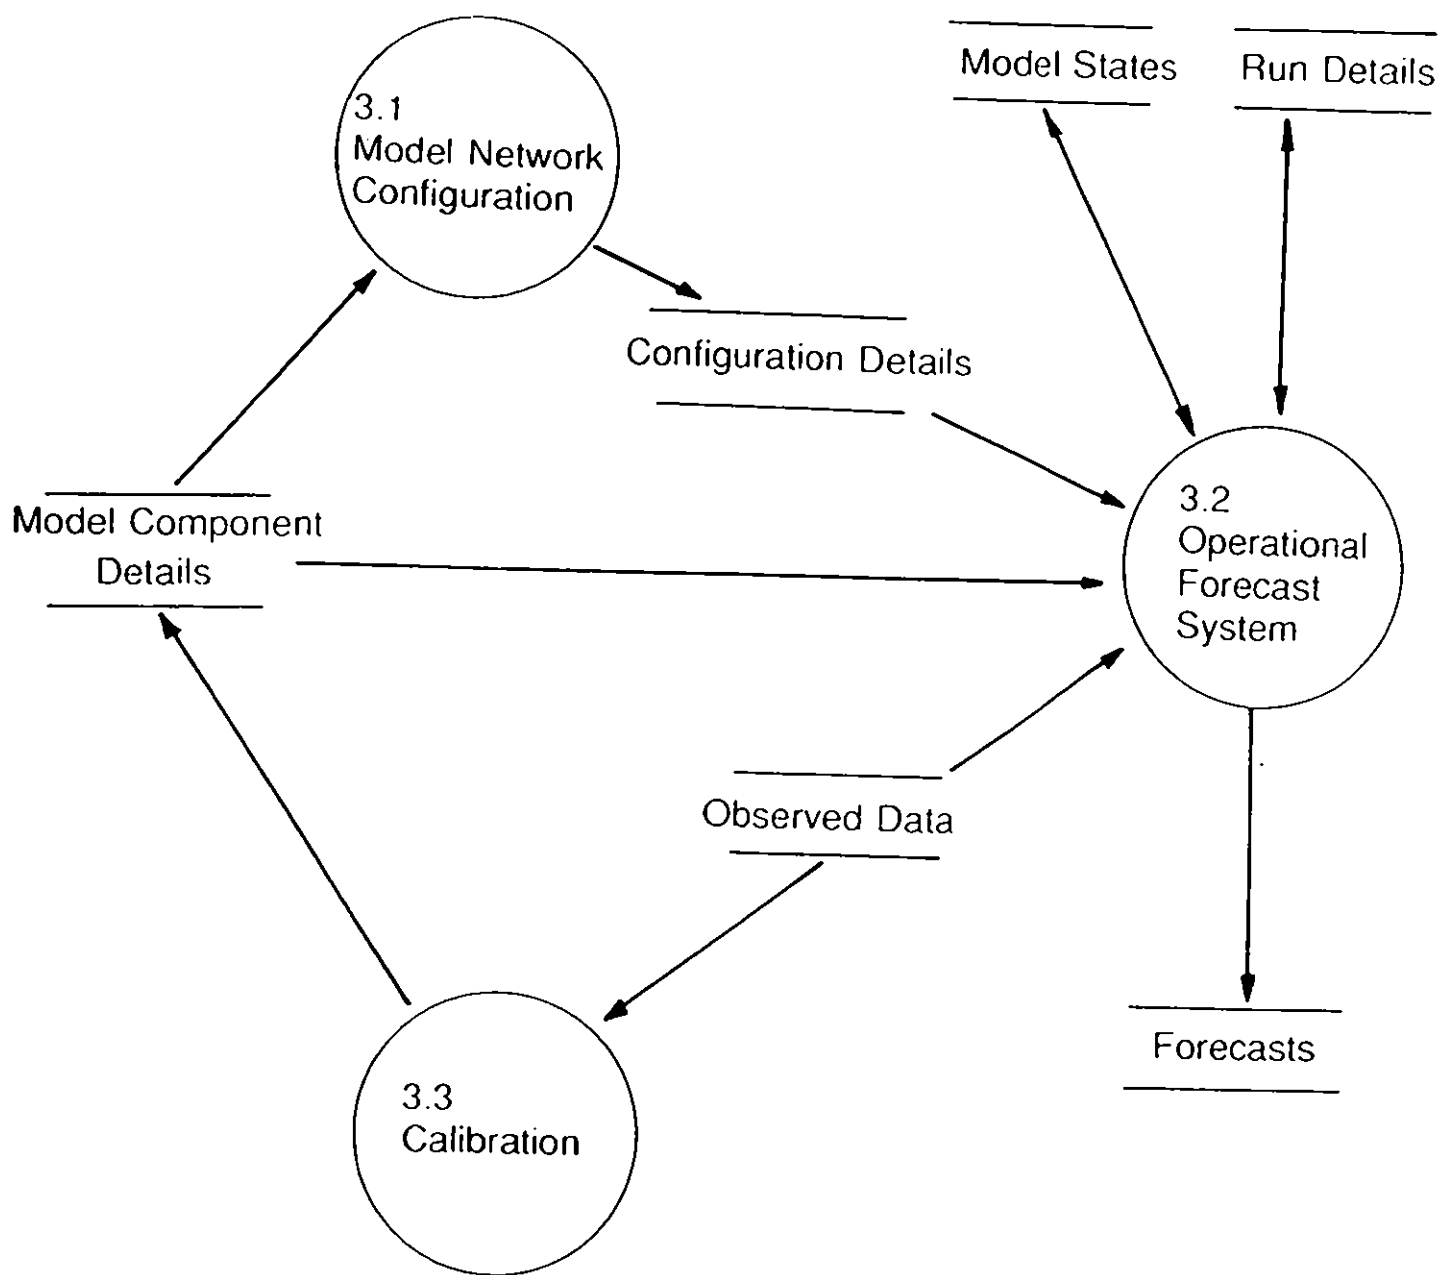 Model States
Run Details
3.1
Model Network
Configuration
Configuration Details
3.2
Operational
Forecast
System
Model Component
Details
Observed Data
Forecasts
3.3
Calibration